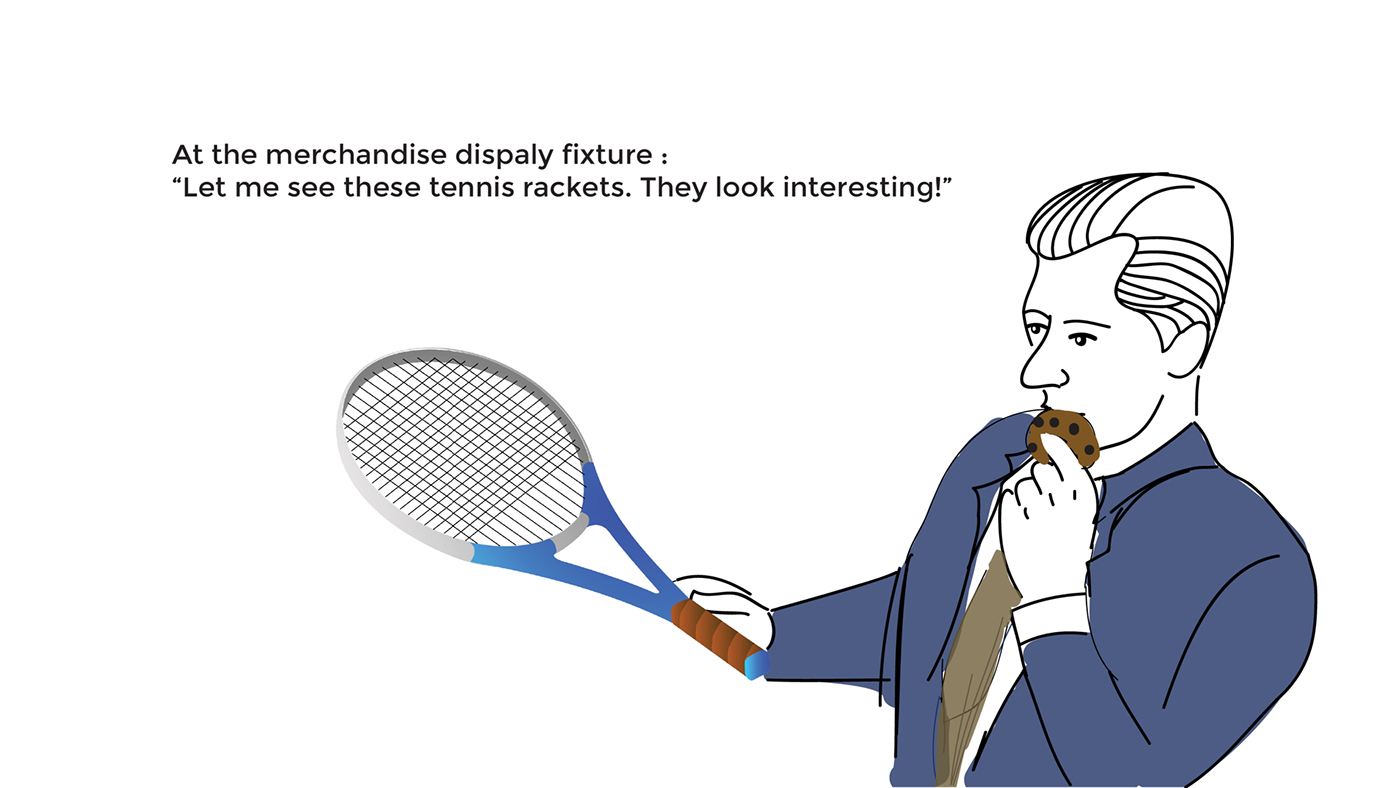 At the merchandise dispaly fixture :
“Let me see these tennis rackets. They look interesting!”